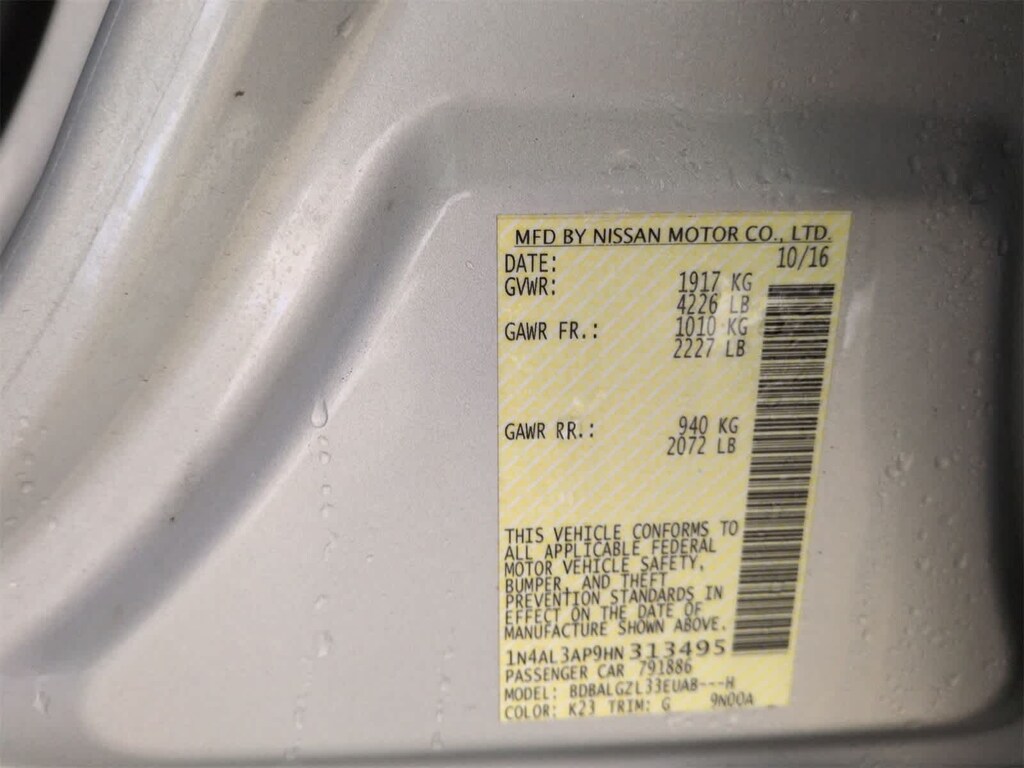 MFD BY NISSAN MOTOR CO., LTD.
DATE: 10/16
GVWR: 1917 KG
4226 LB
GAWR FR.: 1010 KG
2227 LB
GAWR RR.: 940 KG
2072 LB
THIS VEHICLE CONFORMS TO
ALL APPLICABLE FEDERAL
MOTOR VEHICLE SAFETY,
BUMPER, AND THEFT
PREVENTION STANDARDS IN
EFFECT ON THE DATE OF
MANUFACTURE SHOWN ABOVE.
1N4AL3AP9HN313495
PASSENGER CAR 791886
MODEL: BDBALGZL33EUAB---H
COLOR: K23 TRIM: G 9N00A